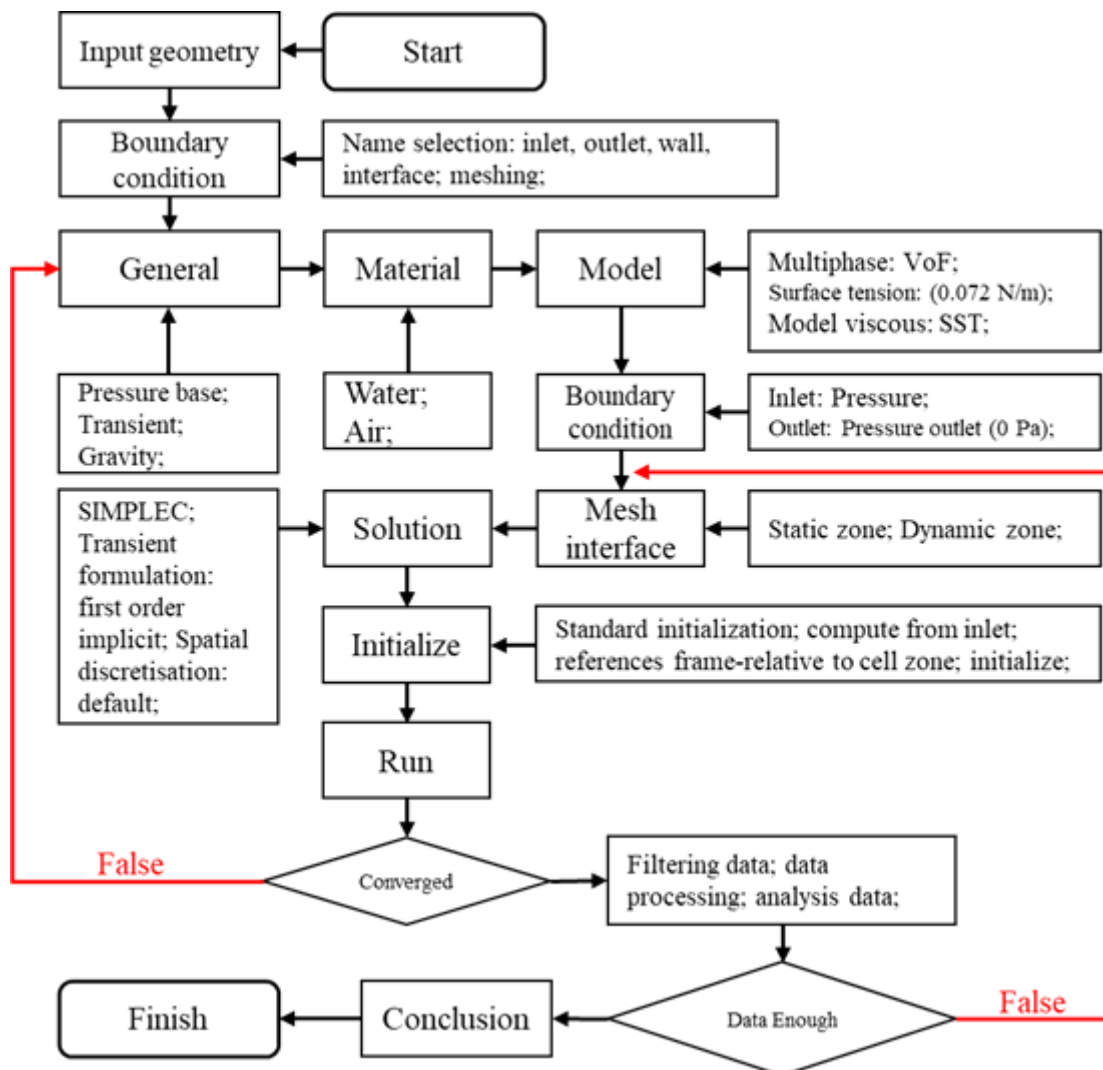 Input geometry
Start
Boundary
condition
Name selection: inlet, outlet, wall,
interface; meshing;
General
Material
Model
Multiphase: VoF;
Surface tension: (0.072 N/m);
Model viscous: SST;
Pressure base;
Transient;
Gravity;
Water;
Air;
Boundary
condition
Inlet: Pressure;
Outlet: Pressure outlet (0 Pa);
SIMPLEC;
Transient
formulation:
first order
implicit; Spatial
discretisation:
default;
Solution
Mesh
interface
Static zone; Dynamic zone;
Initialize
Standard initialization; compute from inlet;
references frame-relative to cell zone; initialize;
Run
False
Converged
Filtering data; data
processing; analysis data;
Finish
Conclusion
Data Enough
False